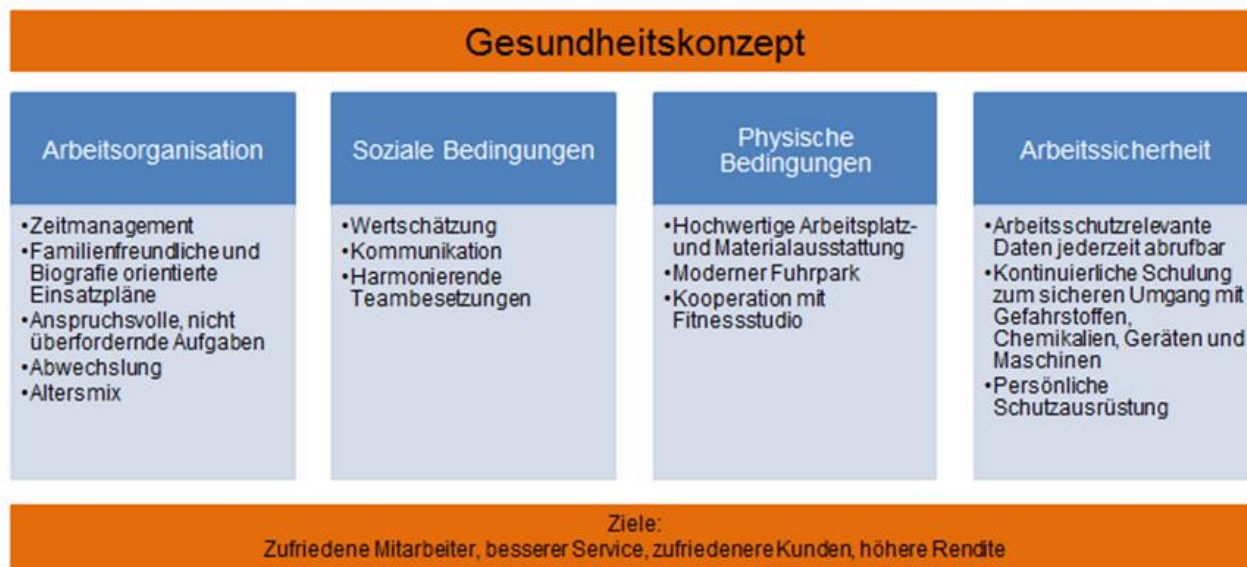 Gesundheitskonzept
Arbeitsorganisation
•Zeitmanagement
•Familienfreundliche und
Biografie orientierte
Einsatzpläne
•Anspruchsvolle, nicht
überfordernde Aufgaben
•Abwechslung
•Altersmix
Soziale Bedingungen
•Wertschätzung
•Kommunikation
•Harmonierende
Teambesetzungen
Physische
Bedingungen
•Hochwertige Arbeitsplatz-
und Materialausstattung
•Moderner Fuhrpark
•Kooperation mit
Fitnessstudio
Arbeitssicherheit
•Arbeitsschutzrelevante
Daten jederzeit abrufbar
•Kontinuierliche Schulung
zum sicheren Umgang mit
Gefahrstoffen,
Chemikalien, Geräten und
Maschinen
•Persönliche
Schutzausrüstung
Ziele:
Zufriedene Mitarbeiter, besserer Service, zufriedenere Kunden, höhere Rendite